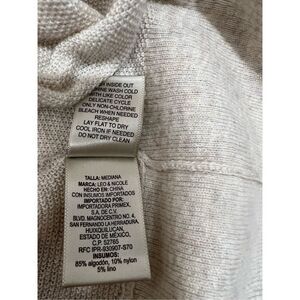 INSIDE OUT
MACHINE WASH COLD
WITH LIKE COLOR
DELICATE CYCLE
ONLY NON-CHLORINE
BLEACH WHEN NEEDED
RESHAPE
LAY FLAT TO DRY
COOL IRON IF NEEDED
DO NOT DRY CLEAN
TALLA: MEDIANA
MARCA: LEO & NICOLE
HECHO EN: CHINA
CON INSUMOS IMPORTADOS
IMPORTADO POR:
IMPORTADORA PRIMEX,
S.A. DE C.V.
BLVD. MAGNOCENTRO NO. 4,
SAN FERNANDO LA HERRADURA,
HUIXQUILUCAN,
ESTADO DE MÉXICO,
C.P. 52765
RFC IPR-930907-S70
INSUMOS:
85% algodón, 10% nylon
5% lino